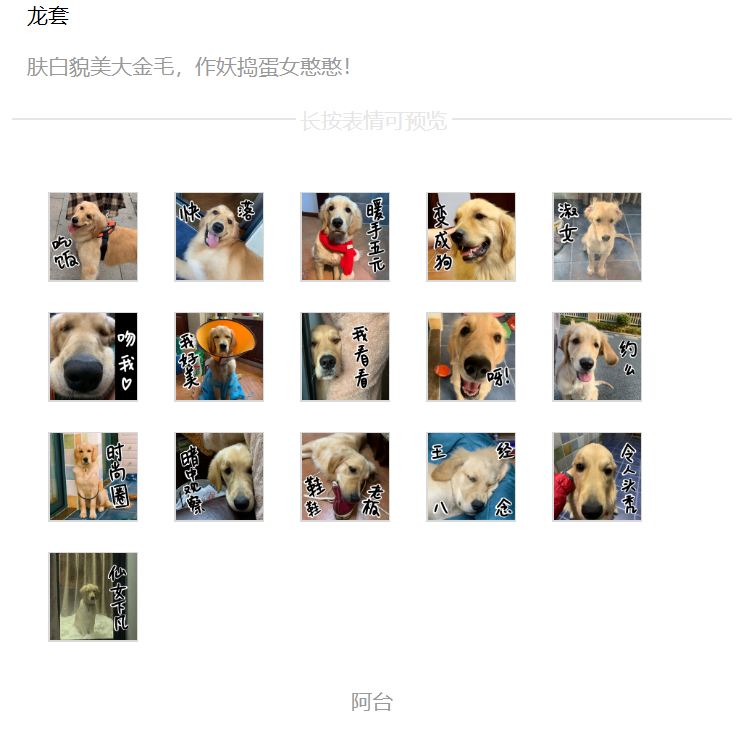 龙套
肤白貌美大金毛，作妖捣蛋女憨憨！
长按表情可预览
吃饭
快落
暖手五元
变成狗
淑女
吻我♡
我好美
我看看
呀！
约么
时尚圈
暗中观察
鞋鞋老板
王八经念
令人头秃
仙女下凡
阿台